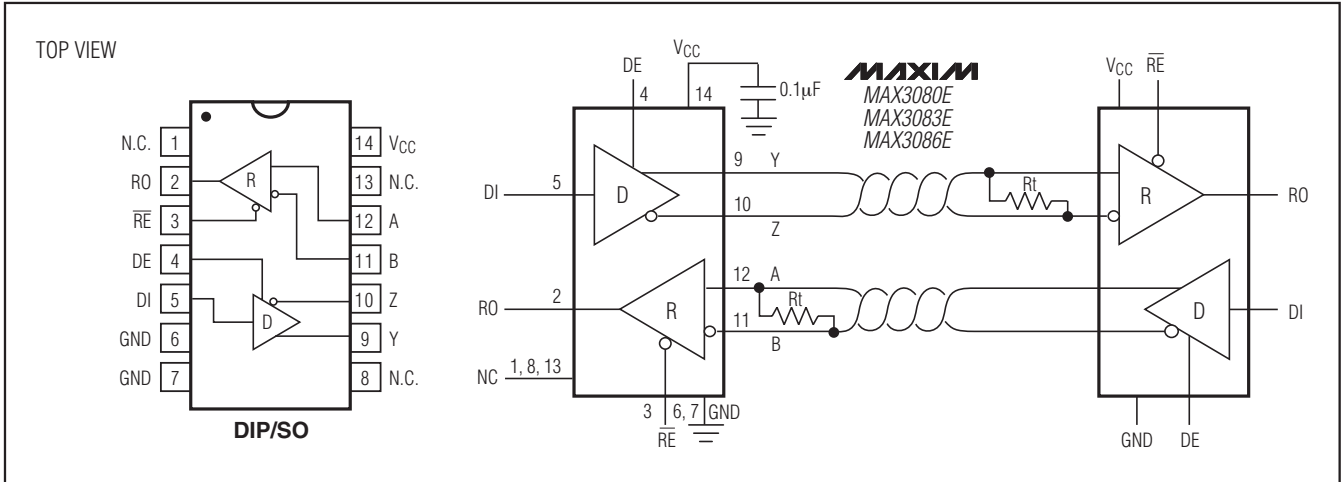 TOP VIEW
N.C. 1
RO 2
R̅E̅ 3
DE 4
DI 5
GND 6
GND 7
14 VCC
13 N.C.
12 A
11 B
10 Z
9 Y
8 N.C.
R
D
DIP/SO
DE
4
VCC
14
0.1µF
MAXIM
MAX3080E
MAX3083E
MAX3086E
DI 5
D
9 Y
10
Z
Rt
RO 2
R
12 A
Rt
11
B
NC 1, 8, 13
3
R̅E̅
6, 7 GND
VCC
R̅E̅
R
RO
D
DI
GND
DE